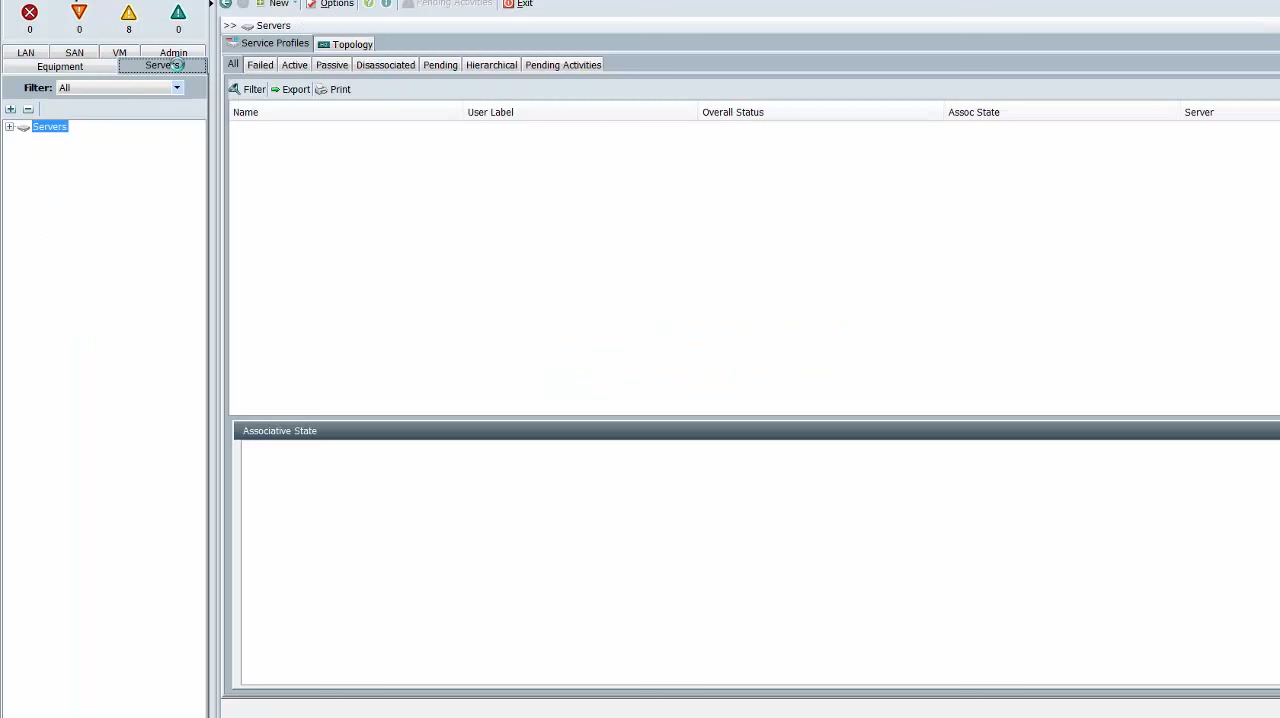 New Options Pending Activities Exit
0 0 8 0
>> Servers
LAN SAN VM Admin
Equipment Servers
Service Profiles Topology
All Failed Active Passive Disassociated Pending Hierarchical Pending Activities
Filter: All
Filter Export Print
Name User Label Overall Status Assoc State Server
Servers
Associative State